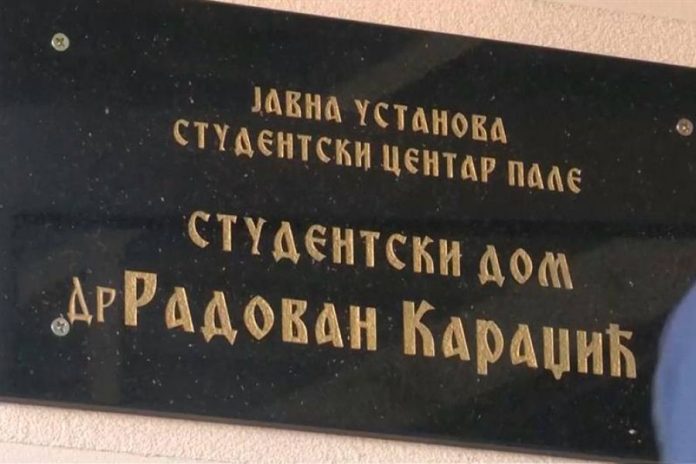 ЈАВНА УСТАНОВА
СТУДЕНТСКИ ЦЕНТАР ПАЛЕ
СТУДЕНТСКИ ДОМ
ДР РАДОВАН КАРАЏИЋ